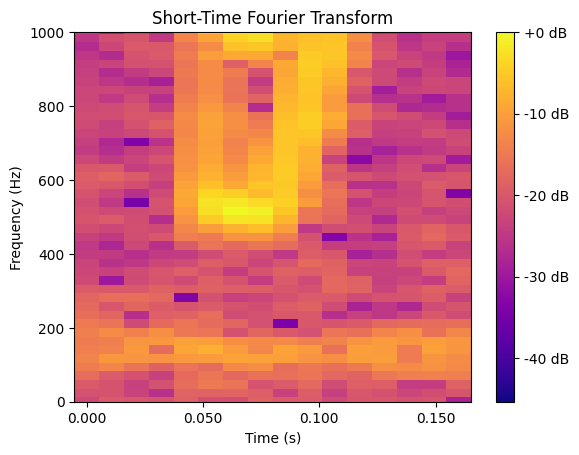 Short-Time Fourier Transform
1000
800
600
400
200
0
Frequency (Hz)
0.000
0.050
0.100
0.150
Time (s)
+0 dB
-10 dB
-20 dB
-30 dB
-40 dB